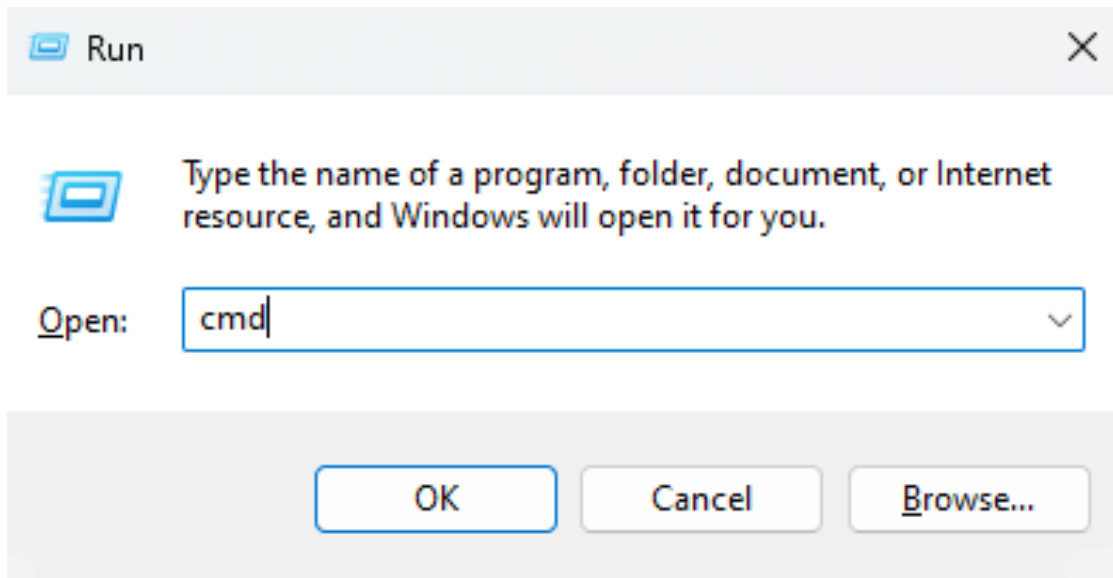 Run
Type the name of a program, folder, document, or Internet
resource, and Windows will open it for you.
Open: cmd
OK Cancel Browse...